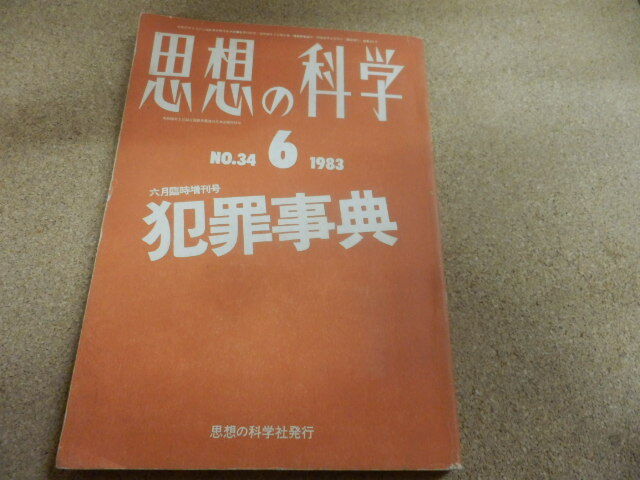 思想の科学
NO.34 6 1983
六月臨時増刊号
犯罪事典
思想の科学社発行